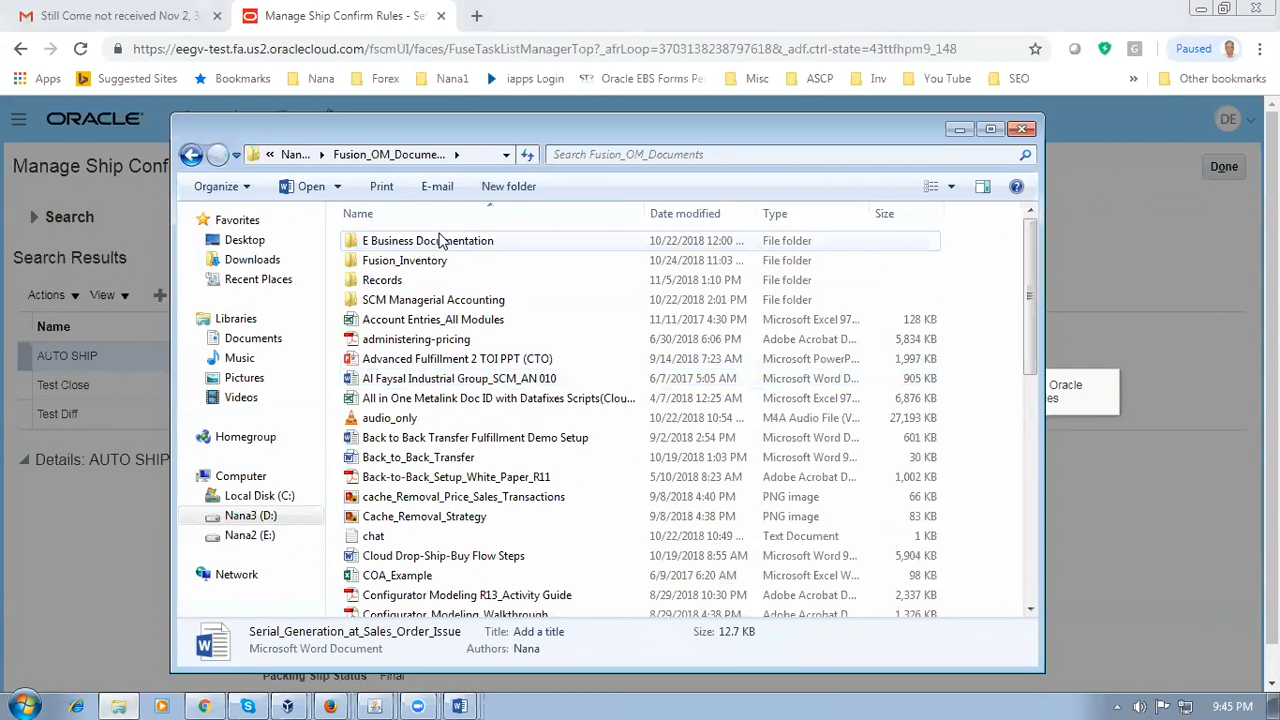 Still Come not received Nov 2, 3
Manage Ship Confirm Rules - Se
https://eegv-test.fa.us2.oraclecloud.com/fscmUI/faces/FuseTaskListManagerTop?_afrLoop=37031382387976186&_adf.ctrl-state=43ttfhpm9_148
Paused
Apps
Suggested Sites
Bookmarks
Nana
Forex
Nana1
iapps Login
Oracle EBS Forms Pe
Misc
ASCP
Inv
You Tube
SEO
Other bookmarks
ORACLE
DE
Manage Ship Conf
Done
Search
Search Results
Actions View
Name
AUTO SHIP
Test Close
Test Diff
Details: AUTO SHIP
Oracle
es
Packing Slip Status Final
Nan... Fusion_OM_Docume...
Search Fusion_OM_Documents
Organize Open Print E-mail New folder
Favorites
Desktop
Downloads
Recent Places
Libraries
Documents
Music
Pictures
Videos
Homegroup
Computer
Local Disk (C:)
Nana3 (D:)
Nana2 (E:)
Network
Name Date modified Type Size
E Business Documentation 10/22/2018 12:00 ... File folder
Fusion_Inventory 10/24/2018 11:03 ... File folder
Records 11/5/2018 1:10 PM File folder
SCM Managerial Accounting 10/22/2018 2:01 PM File folder
Account Entries_All Modules 11/11/2017 4:30 PM Microsoft Excel 97... 128 KB
administering-pricing 6/30/2018 6:06 PM Adobe Acrobat D... 5,834 KB
Advanced Fulfillment 2 TOI PPT (CTO) 9/14/2018 7:23 AM Microsoft PowerP... 1,997 KB
Al Faysal Industrial Group_SCM_AN 010 6/7/2017 5:05 AM Microsoft Word D... 905 KB
All in One Metalink Doc ID with Datafixes Scripts(Clou... 4/7/2018 12:25 AM Microsoft Excel 97... 6,876 KB
audio_only 10/22/2018 10:54 ... M4A Audio File (V... 27,193 KB
Back to Back Transfer Fulfillment Demo Setup 9/2/2018 2:54 PM Microsoft Word D... 601 KB
Back_to_Back_Transfer 10/19/2018 1:03 PM Microsoft Word D... 30 KB
Back-to-Back_Setup_White_Paper_R11 5/10/2018 8:23 AM Adobe Acrobat D... 1,002 KB
cache_Removal_Price_Sales_Transactions 9/8/2018 4:40 PM PNG image 66 KB
Cache_Removal_Strategy 9/8/2018 4:38 PM PNG image 83 KB
chat 10/22/2018 10:49 ... Text Document 1 KB
Cloud Drop-Ship-Buy Flow Steps 10/19/2018 8:55 AM Microsoft Word 9... 5,904 KB
COA_Example 6/9/2017 6:20 AM Microsoft Excel W... 98 KB
Configurator Modeling R13_Activity Guide 8/29/2018 10:30 PM Adobe Acrobat D... 2,337 KB
Configurator_Modeling_Walkthrough 8/29/2018 4:38 PM Adobe Acrobat D... 1,326 KB
Serial_Generation_at_Sales_Order_Issue Title: Add a title Size: 12.7 KB
Microsoft Word Document Authors: Nana
9:45 PM